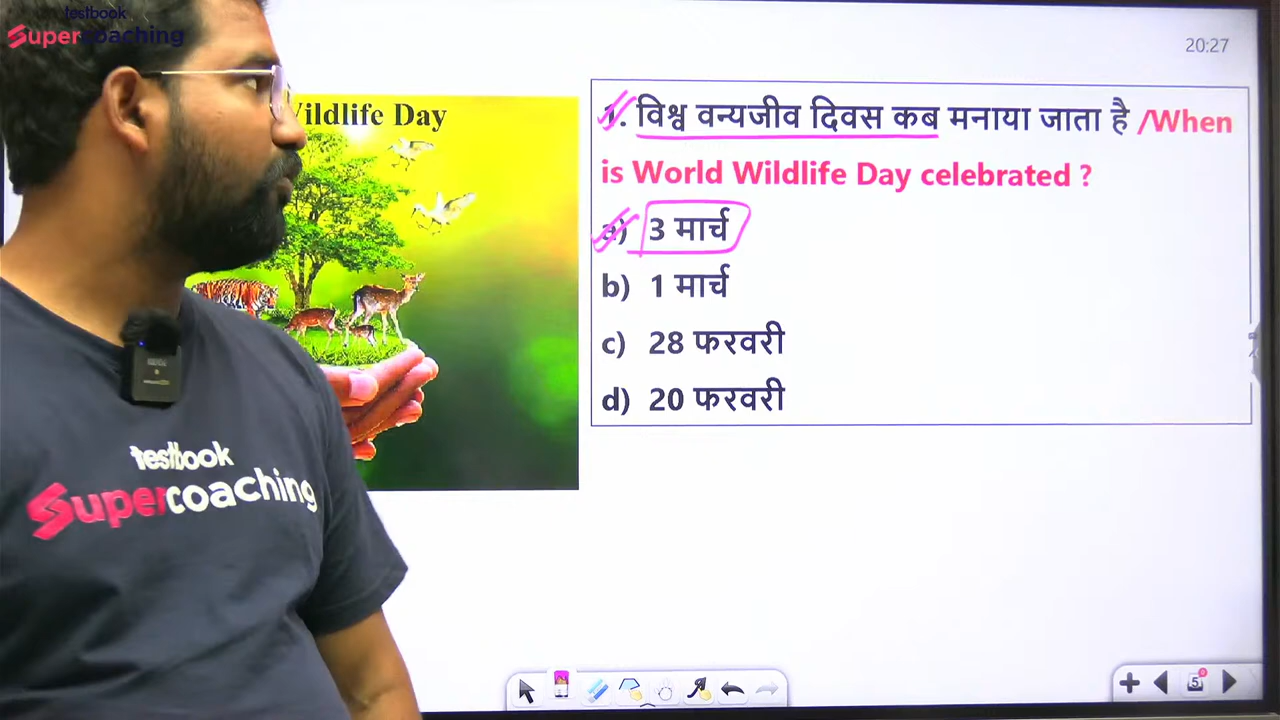 testbook
Supercoaching
20:27
Wildlife Day
1. विश्व वन्यजीव दिवस कब मनाया जाता है /When
is World Wildlife Day celebrated ?
a) 3 मार्च
b) 1 मार्च
c) 28 फरवरी
d) 20 फरवरी
testbook
Supercoaching
5